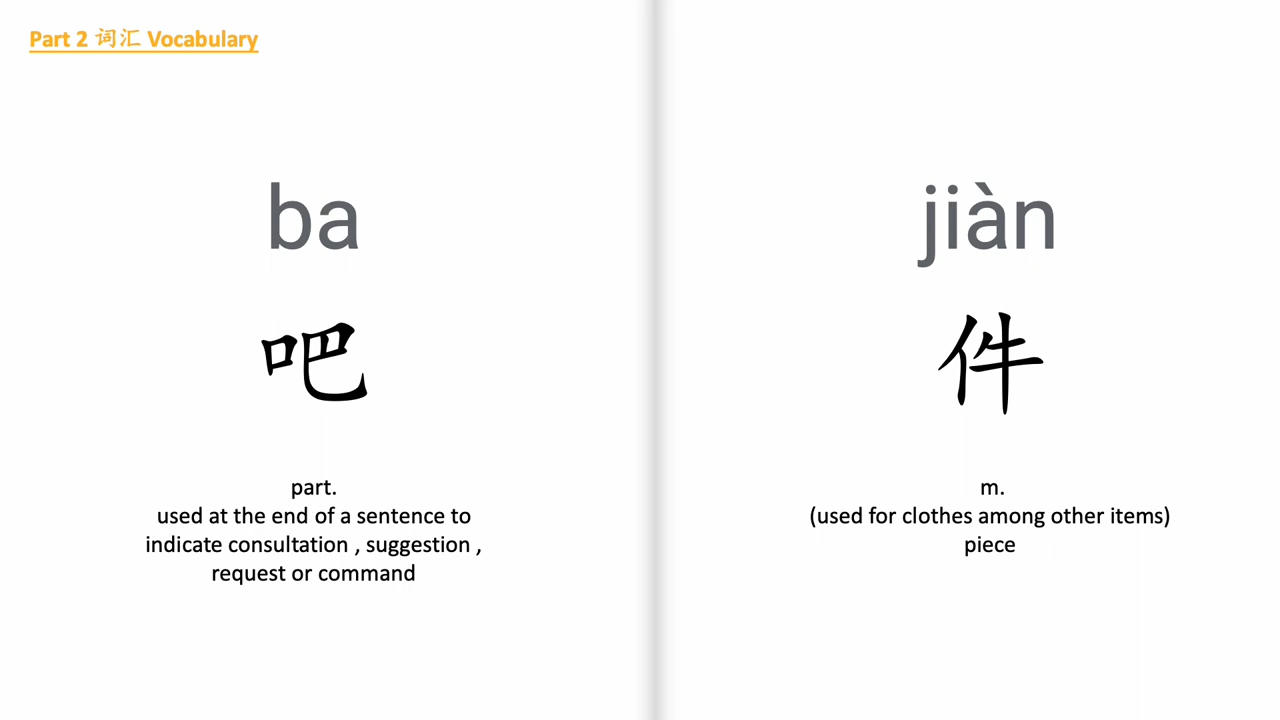 Part 2 词汇 Vocabulary
ba
吧
part.
used at the end of a sentence to
indicate consultation , suggestion ,
request or command
jiàn
件
m.
(used for clothes among other items)
piece